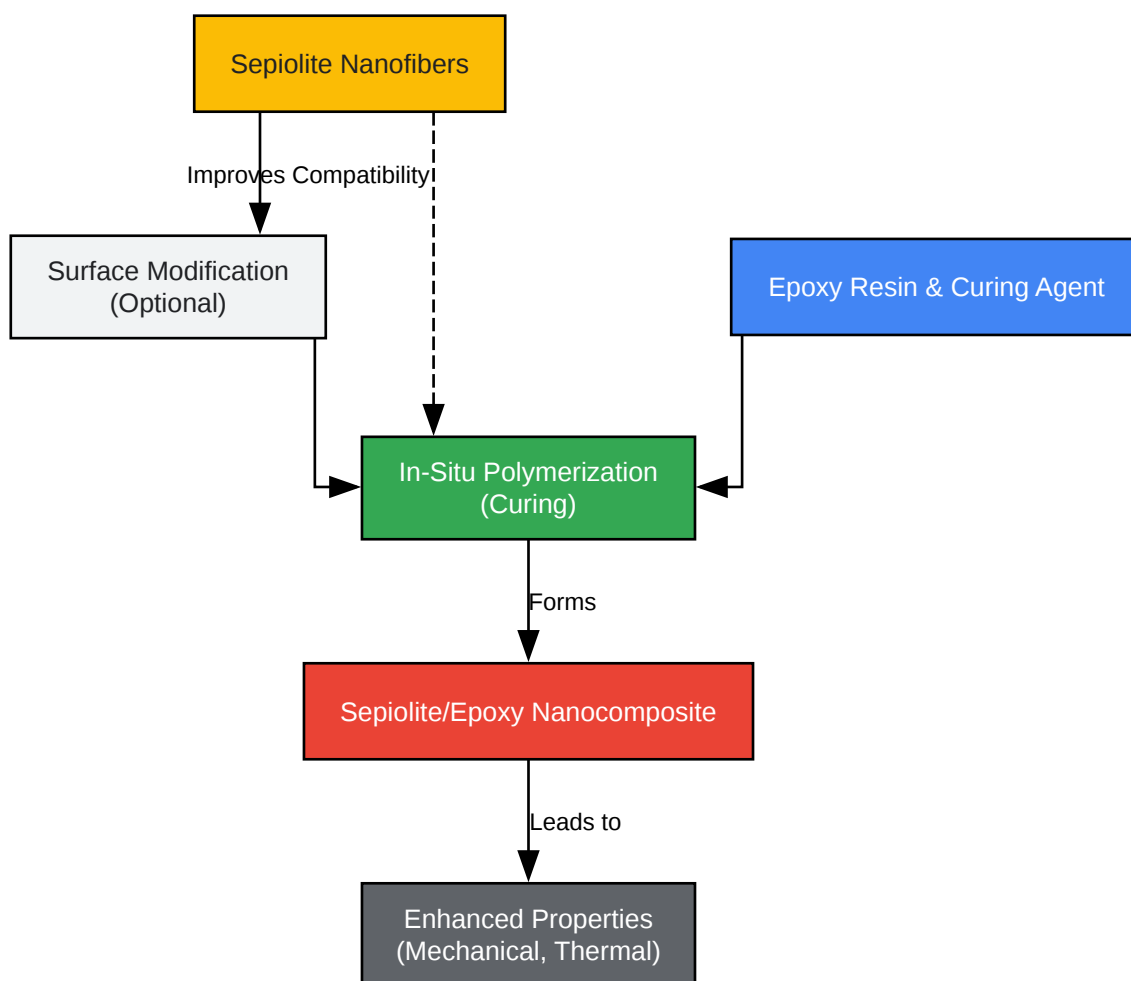 Sepiolite Nanofibers
Improves Compatibility
Surface Modification
(Optional)
Epoxy Resin & Curing Agent
In-Situ Polymerization
(Curing)
Forms
Sepiolite/Epoxy Nanocomposite
Leads to
Enhanced Properties
(Mechanical, Thermal)